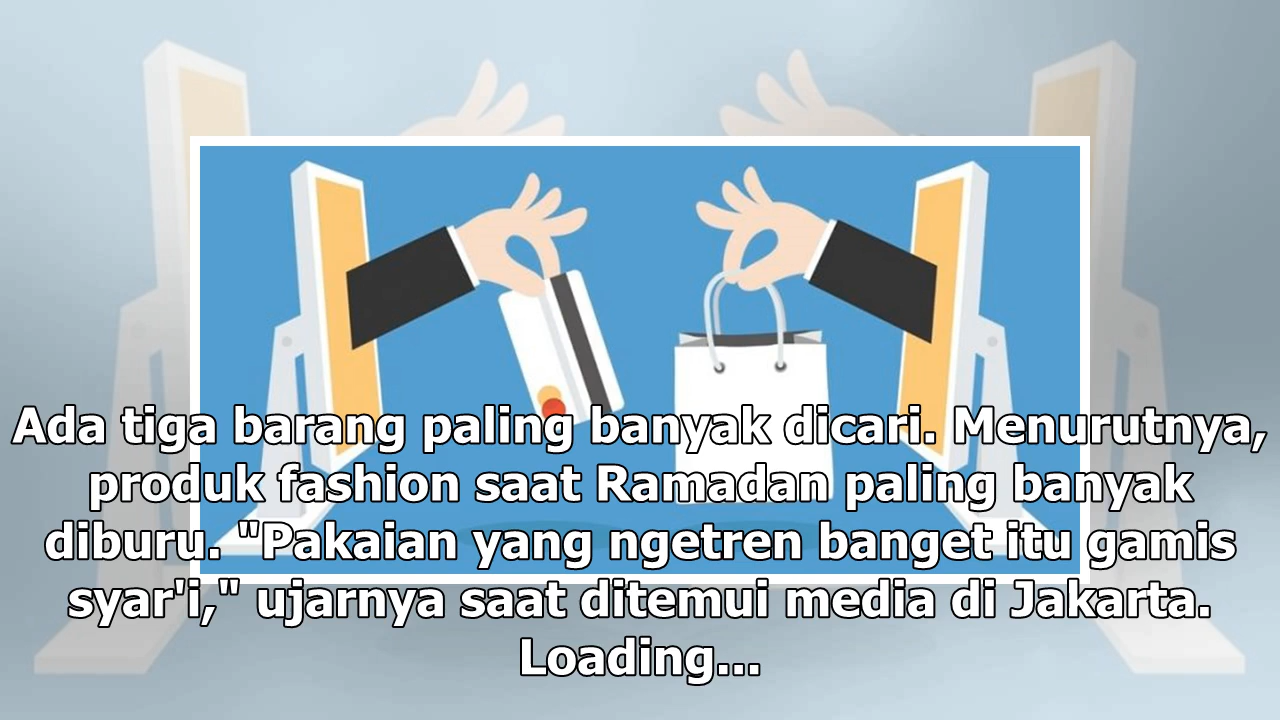 Ada tiga barang paling banyak dicari. Menurutnya,
produk fashion saat Ramadan paling banyak
diburu. "Pakaian yang ngetren banget itu gamis
syar'i," ujarnya saat ditemui media di Jakarta.
Loading...